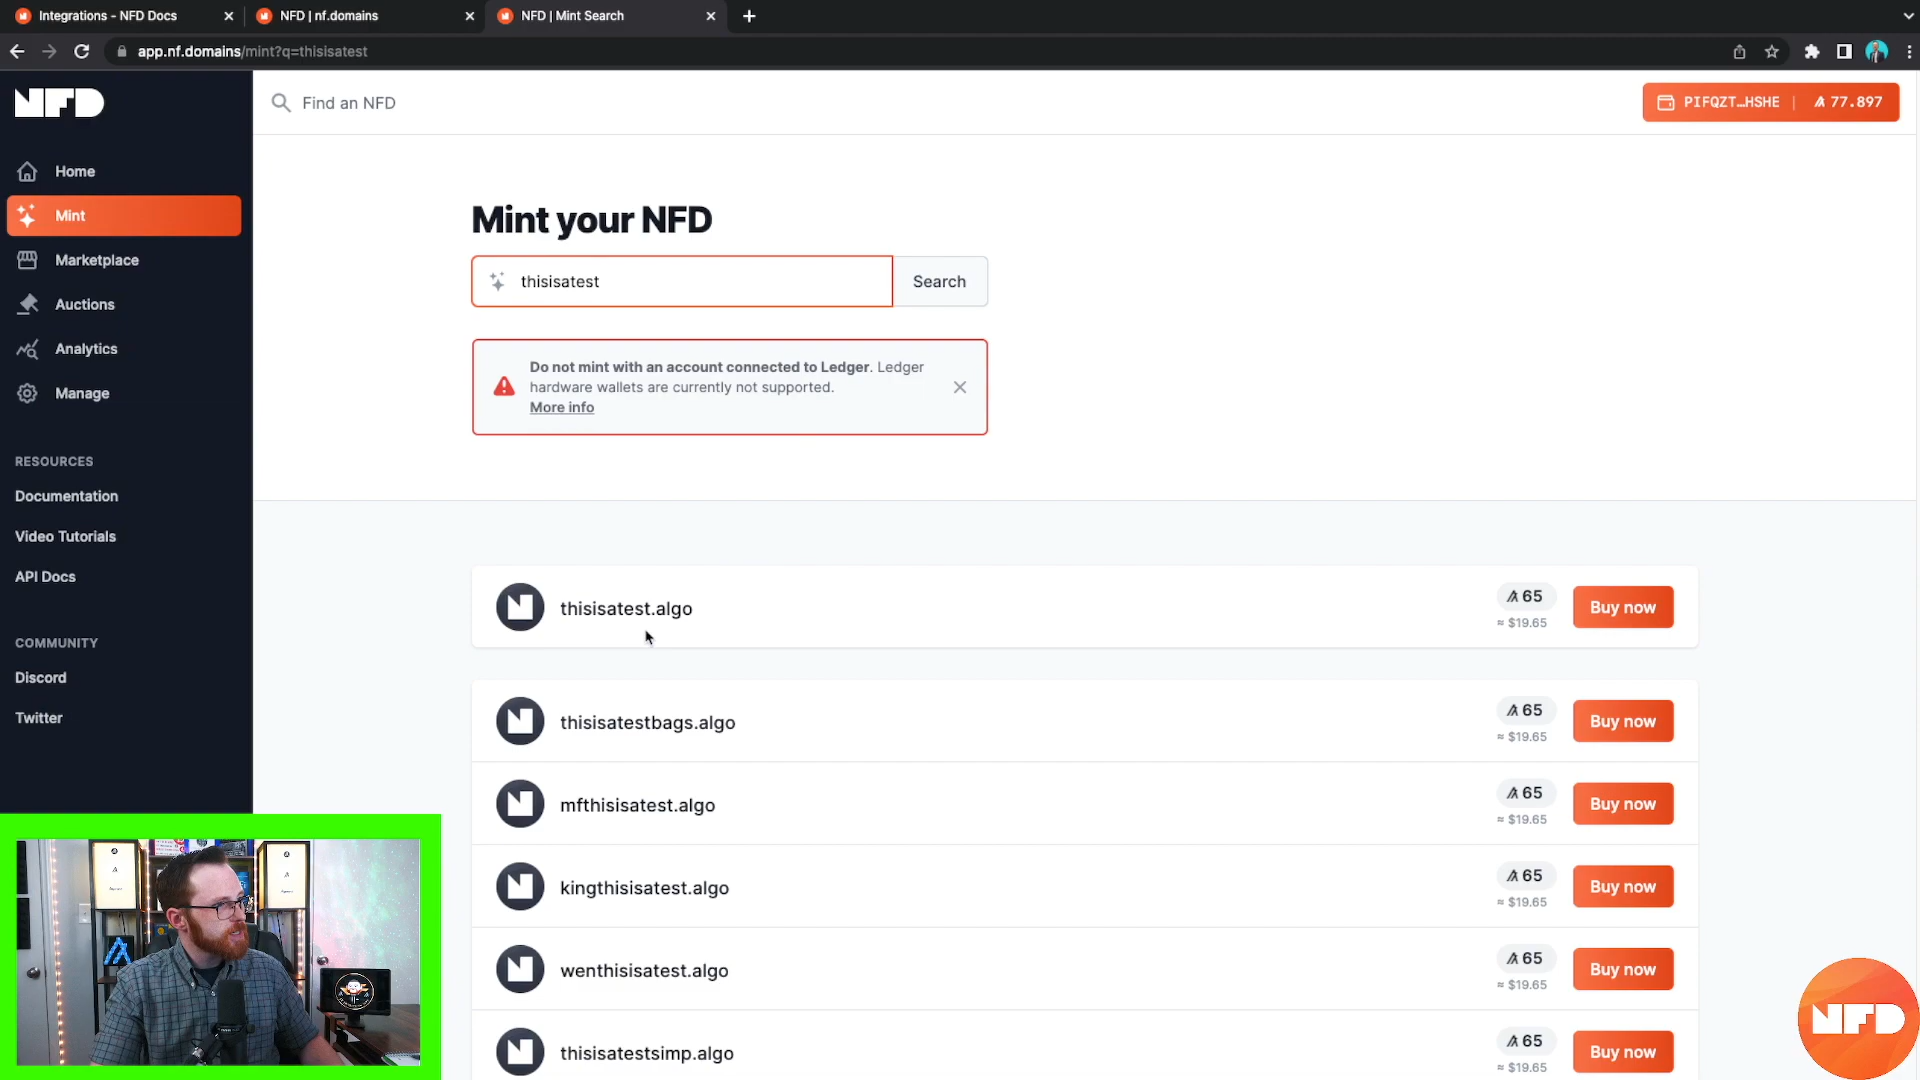 Integrations - NFD Docs
NFD | nf.domains
NFD | Mint Search
app.nf.domains/mint?q=thisisatest
NFD
Find an NFD
PIFQZT...HSHE | 77.897
Home
Mint
Marketplace
Auctions
Analytics
Manage
RESOURCES
Documentation
Video Tutorials
API Docs
COMMUNITY
Discord
Twitter
Mint your NFD
thisisatest
Search
Do not mint with an account connected to Ledger. Ledger
hardware wallets are currently not supported.
More info
thisisatest.algo
65
≈ $19.65
Buy now
thisisatestbags.algo
65
≈ $19.65
Buy now
mfthisisatest.algo
65
≈ $19.65
Buy now
kingthisisatest.algo
65
≈ $19.65
Buy now
wenthisisatest.algo
65
≈ $19.65
Buy now
thisisatestsimp.algo
65
≈ $19.65
Buy now
NFD